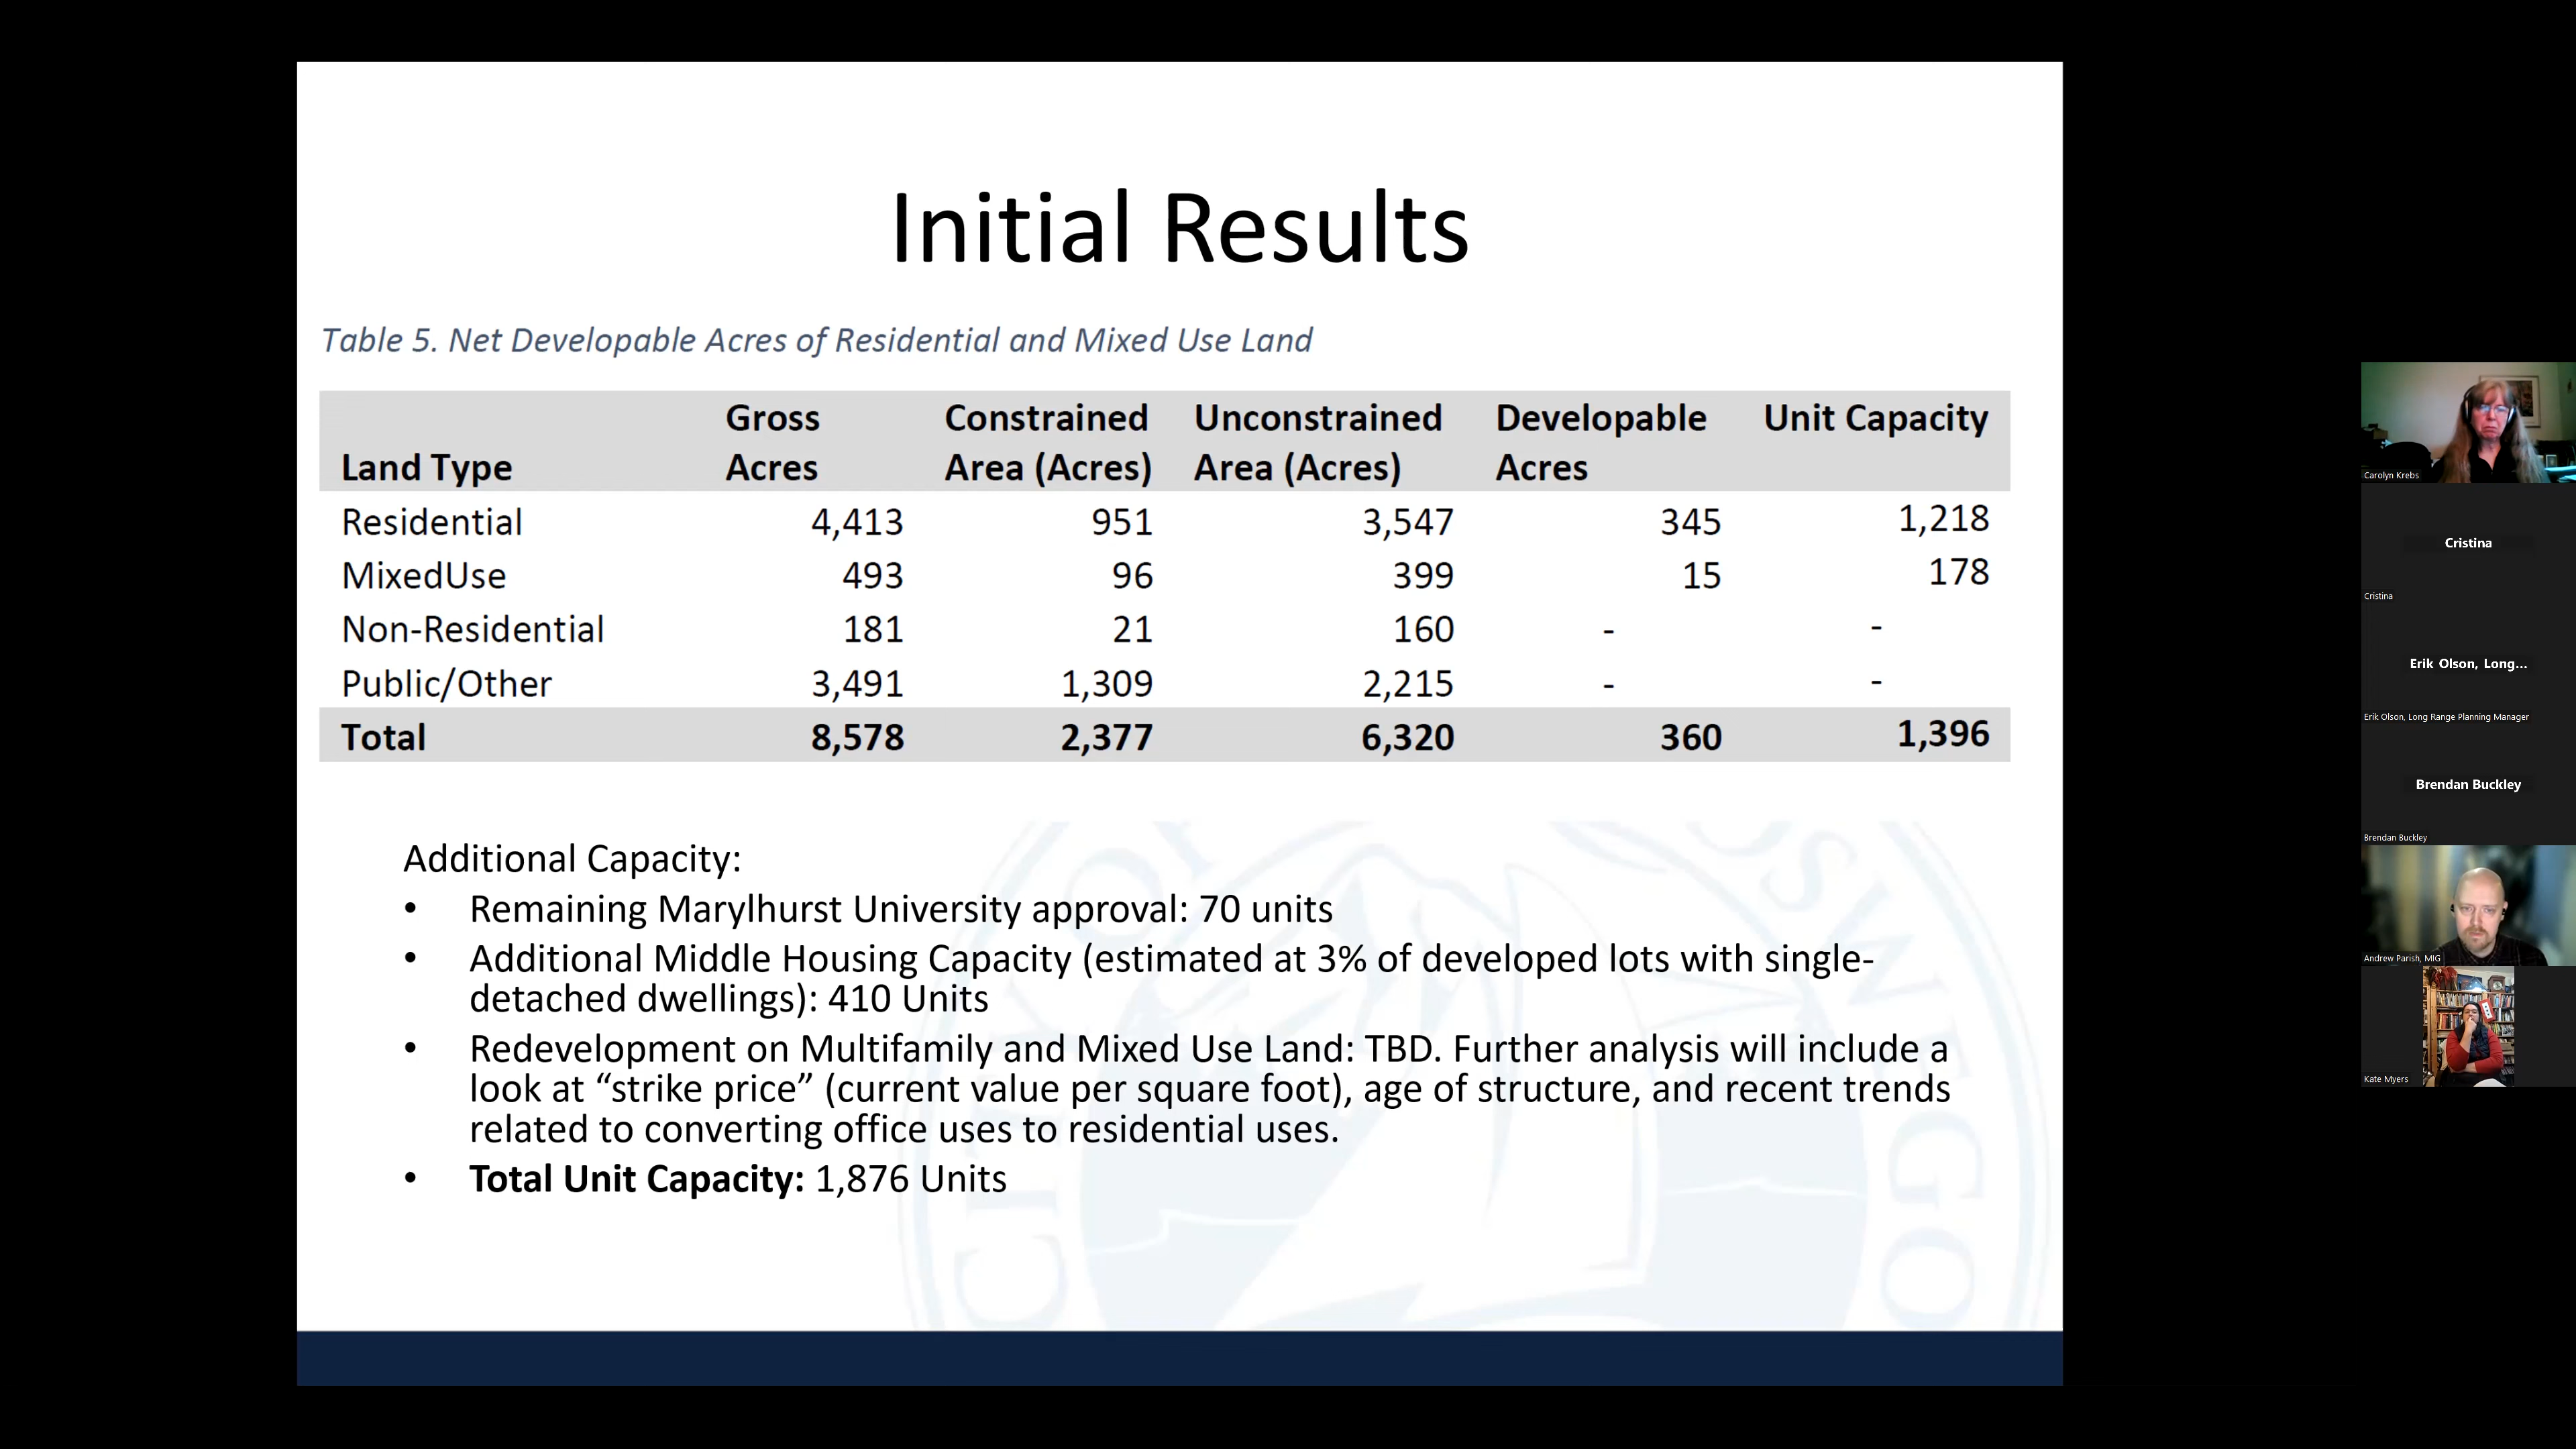 Initial Results
Table 5. Net Developable Acres of Residential and Mixed Use Land
Land Type Gross Acres Constrained Area (Acres) Unconstrained Area (Acres) Developable Acres Unit Capacity
Residential 4,413 951 3,547 345 1,218
MixedUse 493 96 399 15 178
Non-Residential 181 21 160 - -
Public/Other 3,491 1,309 2,215 - -
Total 8,578 2,377 6,320 360 1,396
Additional Capacity:
• Remaining Marylhurst University approval: 70 units
• Additional Middle Housing Capacity (estimated at 3% of developed lots with single-
detached dwellings): 410 Units
• Redevelopment on Multifamily and Mixed Use Land: TBD. Further analysis will include a
look at “strike price” (current value per square foot), age of structure, and recent trends
related to converting office uses to residential uses.
• Total Unit Capacity: 1,876 Units
Carolyn Krebs
Cristina
Cristina
Erik Olson, Long...
Erik Olson, Long Range Planning Manager
Brendan Buckley
Brendan Buckley
Andrew Parish, MIG
Kate Myers